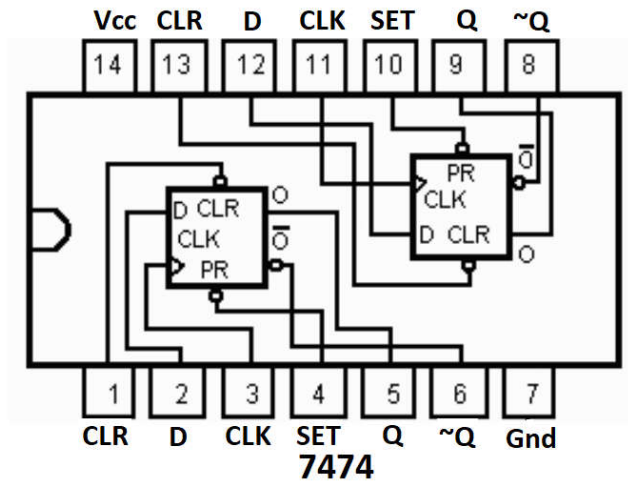 Vcc CLR D CLK SET Q ~Q
14 13 12 11 10 9 8
PR
CLK
D CLR
O
O
D CLR
CLK
PR
O
O
1 2 3 4 5 6 7
CLR D CLK SET Q ~Q Gnd
7474